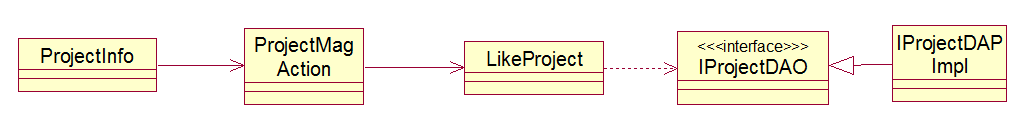 ProjectInfo
ProjectMag
Action
LikeProject
<<<interface>>>
IProjectDAO
IProjectDAP
Impl